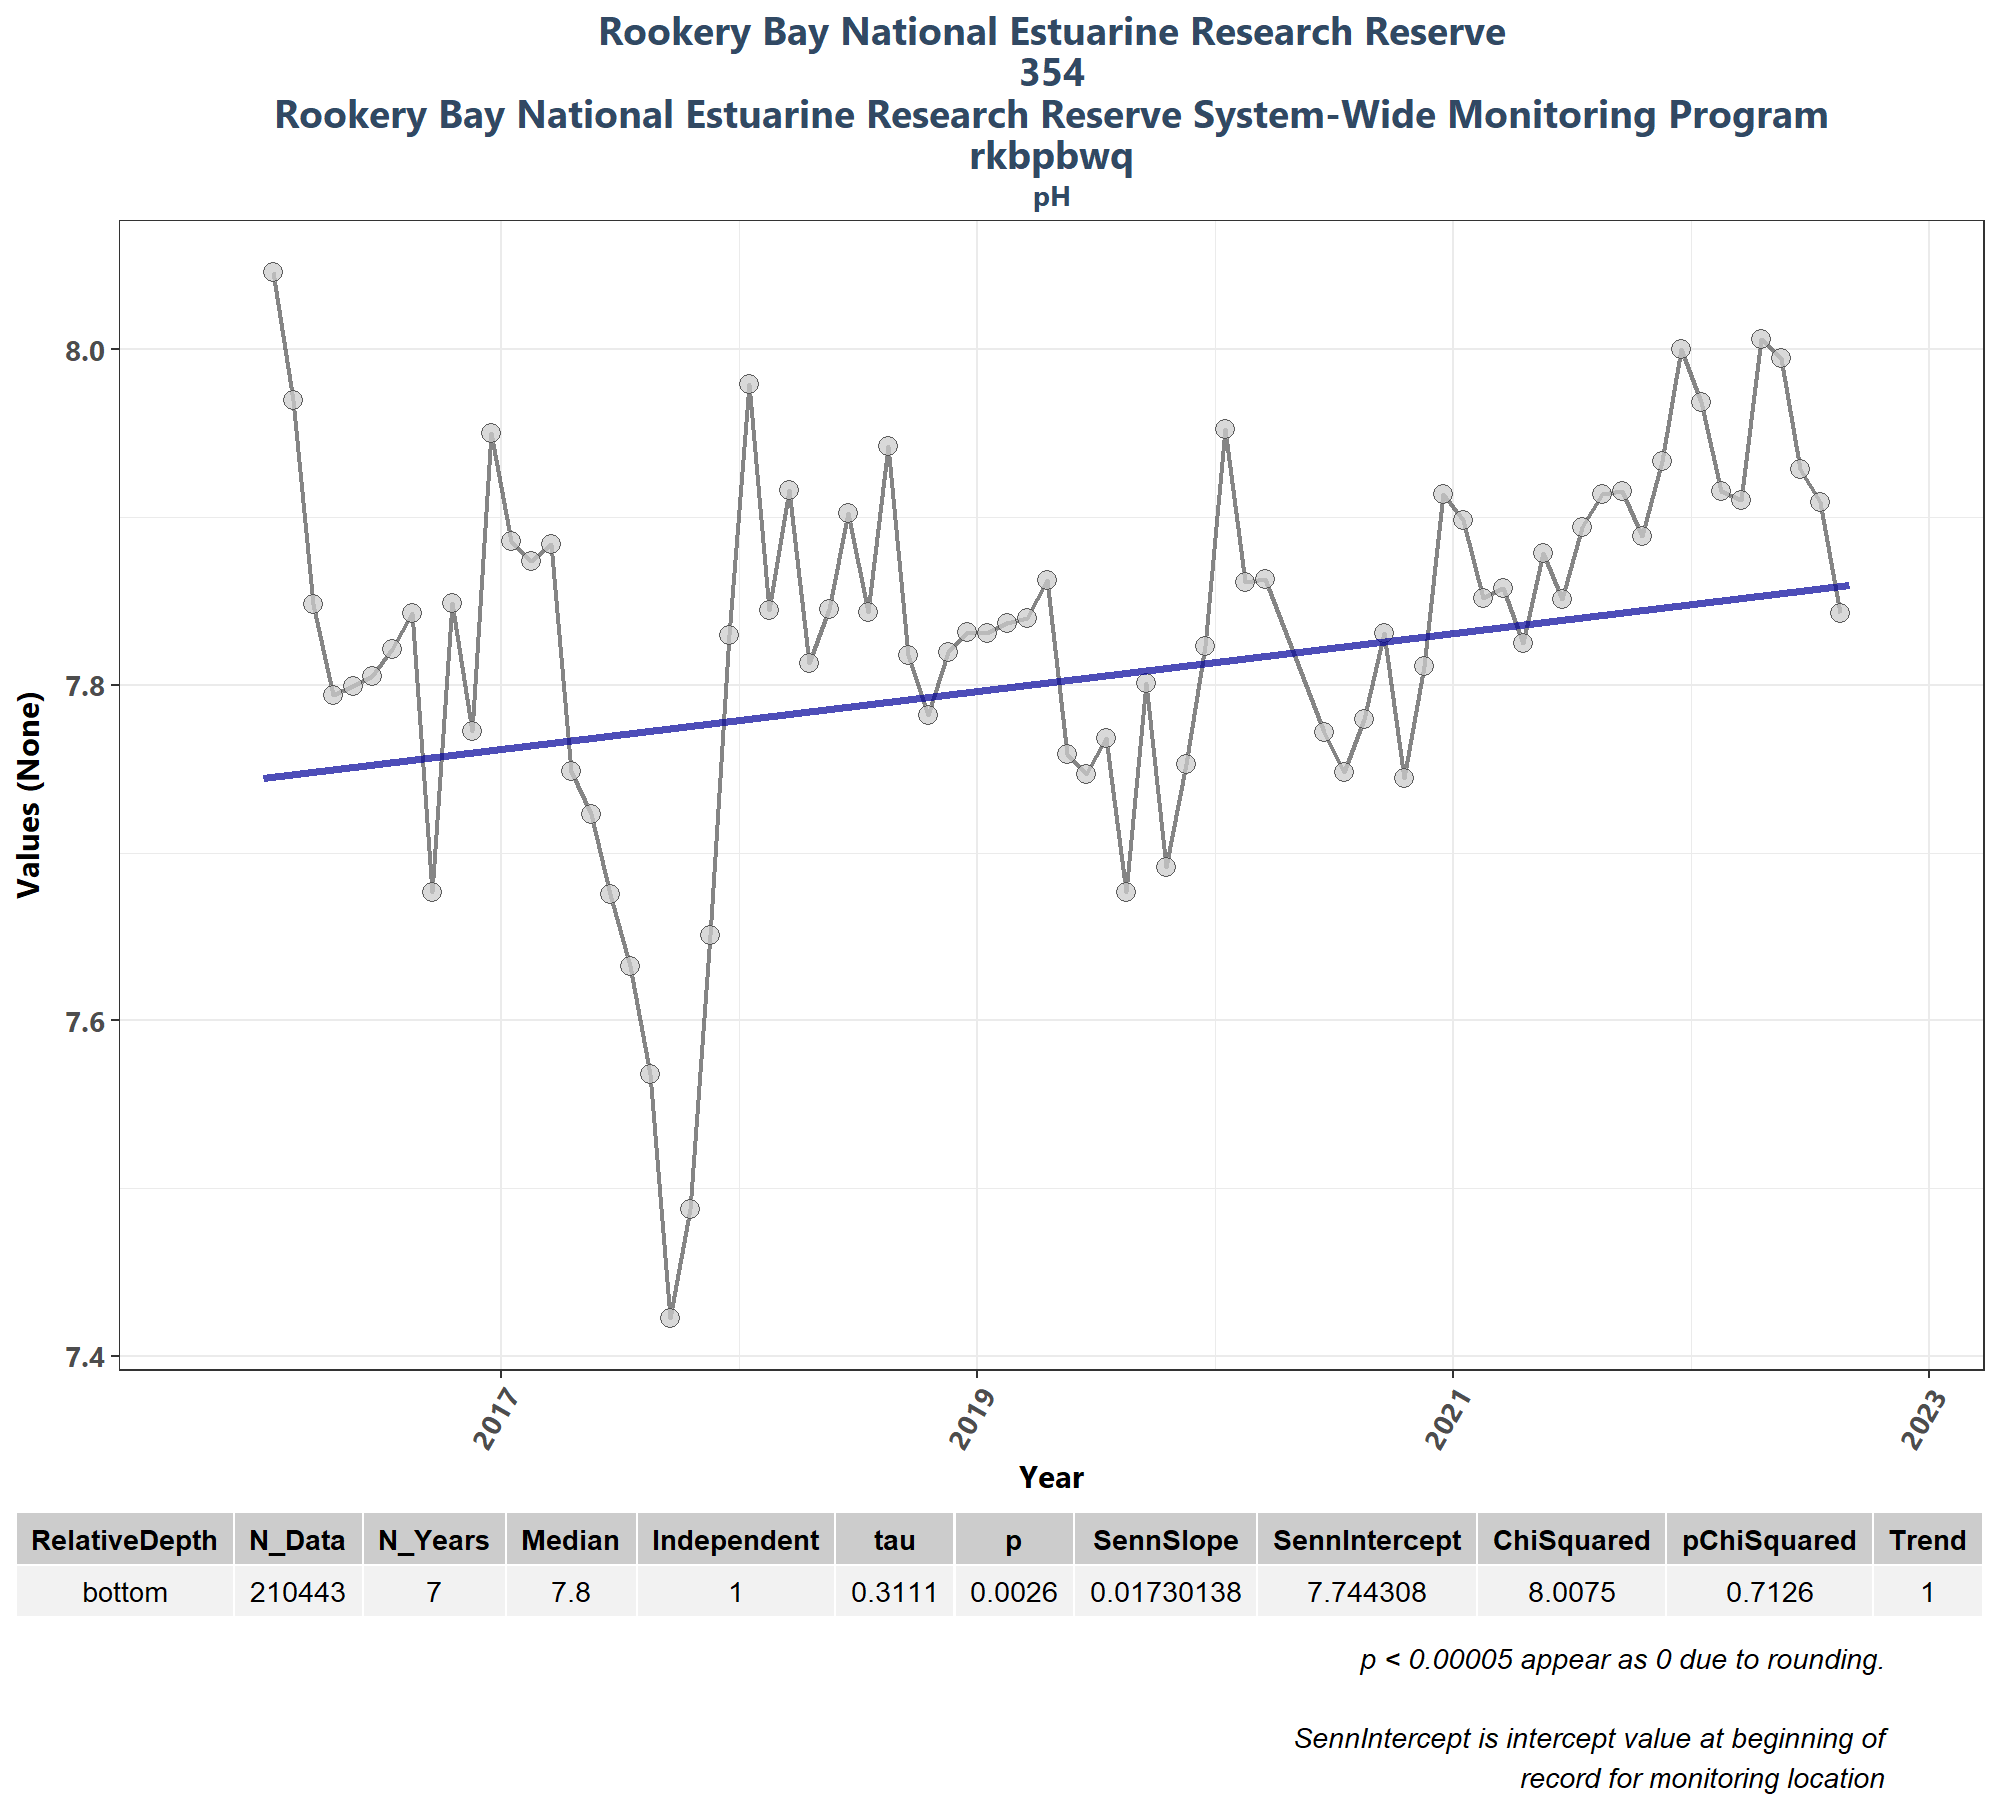 Rookery Bay National Estuarine Research Reserve
354
Rookery Bay National Estuarine Research Reserve System-Wide Monitoring Program
rkbpbwq
pH
8.0
7.8
7.6
7.4
Values (None)
2017
2019
2021
2023
Year
RelativeDepth N_Data N_Years Median Independent tau p SennSlope SennIntercept ChiSquared pChiSquared Trend
bottom 210443 7 7.8 1 0.3111 0.0026 0.01730138 7.744308 8.0075 0.7126 1
p < 0.00005 appear as 0 due to rounding.
SennIntercept is intercept value at beginning of
record for monitoring location